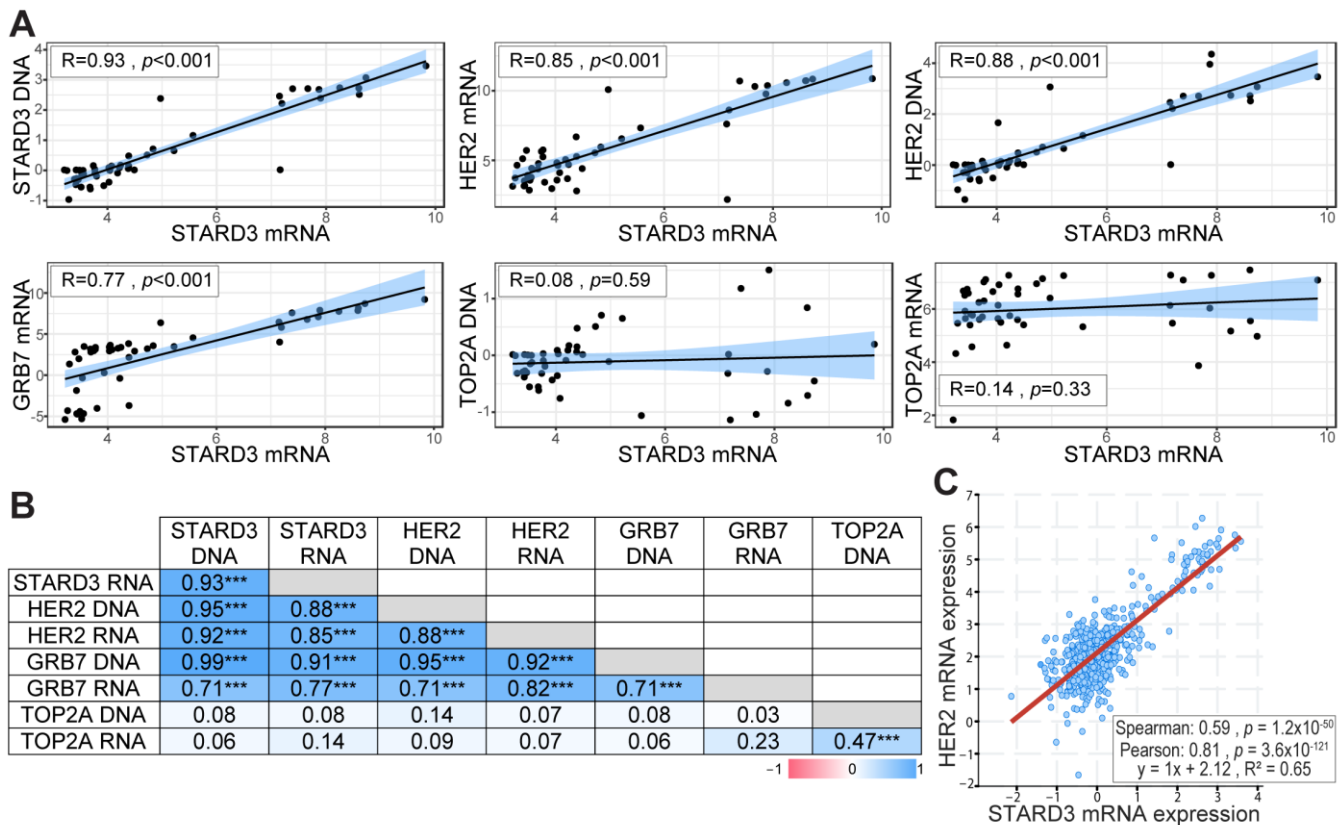 A
R=0.93 , p<0.001
STARD3 DNA
4
3
2
1
0
-1
4
6
8
10
STARD3 mRNA
R=0.85 , p<0.001
HER2 mRNA
10
5
4
6
8
10
STARD3 mRNA
R=0.88 , p<0.001
HER2 DNA
4
2
0
4
6
8
10
STARD3 mRNA
R=0.77 , p<0.001
GRB7 mRNA
10
5
0
-5
4
6
8
10
STARD3 mRNA
R=0.08 , p=0.59
TOP2A DNA
1
0
-1
4
6
8
10
STARD3 mRNA
R=0.14 , p=0.33
TOP2A mRNA
6
2
4
6
8
10
STARD3 mRNA
B
STARD3 DNA STARD3 RNA HER2 DNA HER2 RNA GRB7 DNA GRB7 RNA TOP2A DNA
STARD3 RNA 0.93***
HER2 DNA 0.95*** 0.88***
HER2 RNA 0.92*** 0.85*** 0.88***
GRB7 DNA 0.99*** 0.91*** 0.95*** 0.92***
GRB7 RNA 0.71*** 0.77*** 0.71*** 0.82*** 0.71***
TOP2A DNA 0.08 0.08 0.14 0.07 0.08 0.03
TOP2A RNA 0.06 0.14 0.09 0.07 0.06 0.23 0.47***
−1 0 1
C
HER2 mRNA expression
7
6
5
4
3
2
1
0
−1
−2
Spearman: 0.59 , p = 1.2x10⁻⁵⁰
Pearson: 0.81 , p = 3.6x10⁻¹²¹
y = 1x + 2.12 , R² = 0.65
−2 −1 0 1 2 3 4
STARD3 mRNA expression